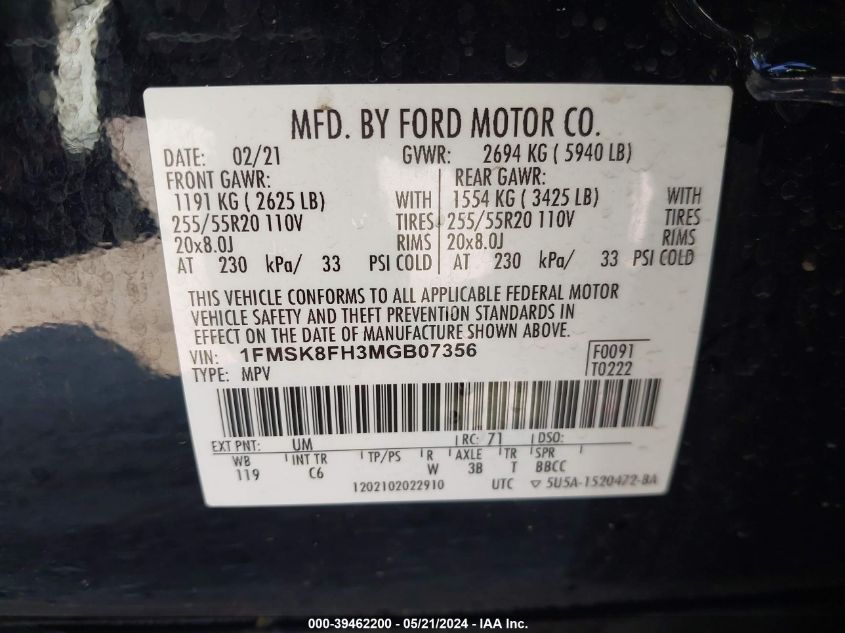 MFD. BY FORD MOTOR CO.
DATE: 02/21 GVWR: 2694 KG ( 5940 LB)
FRONT GAWR: REAR GAWR:
1191 KG ( 2625 LB) WITH 1554 KG ( 3425 LB) WITH
255/55R20 110V TIRES 255/55R20 110V TIRES
20x8.0J RIMS 20x8.0J RIMS
AT 230 kPa/ 33 PSI COLD AT 230 kPa/ 33 PSI COLD
THIS VEHICLE CONFORMS TO ALL APPLICABLE FEDERAL MOTOR
VEHICLE SAFETY AND THEFT PREVENTION STANDARDS IN
EFFECT ON THE DATE OF MANUFACTURE SHOWN ABOVE.
VIN: 1FMSK8FH3MGB07356 F0091
TYPE: MPV T0222
EXT PNT: UM RC: 71 DSO:
WB INT TR TP/PS R AXLE TR SPR
119 C6 W 3B T BBCC
1202102022910 UTC ▽ 5U5A-1520472-BA
000-39462200 - 05/21/2024 - IAA Inc.